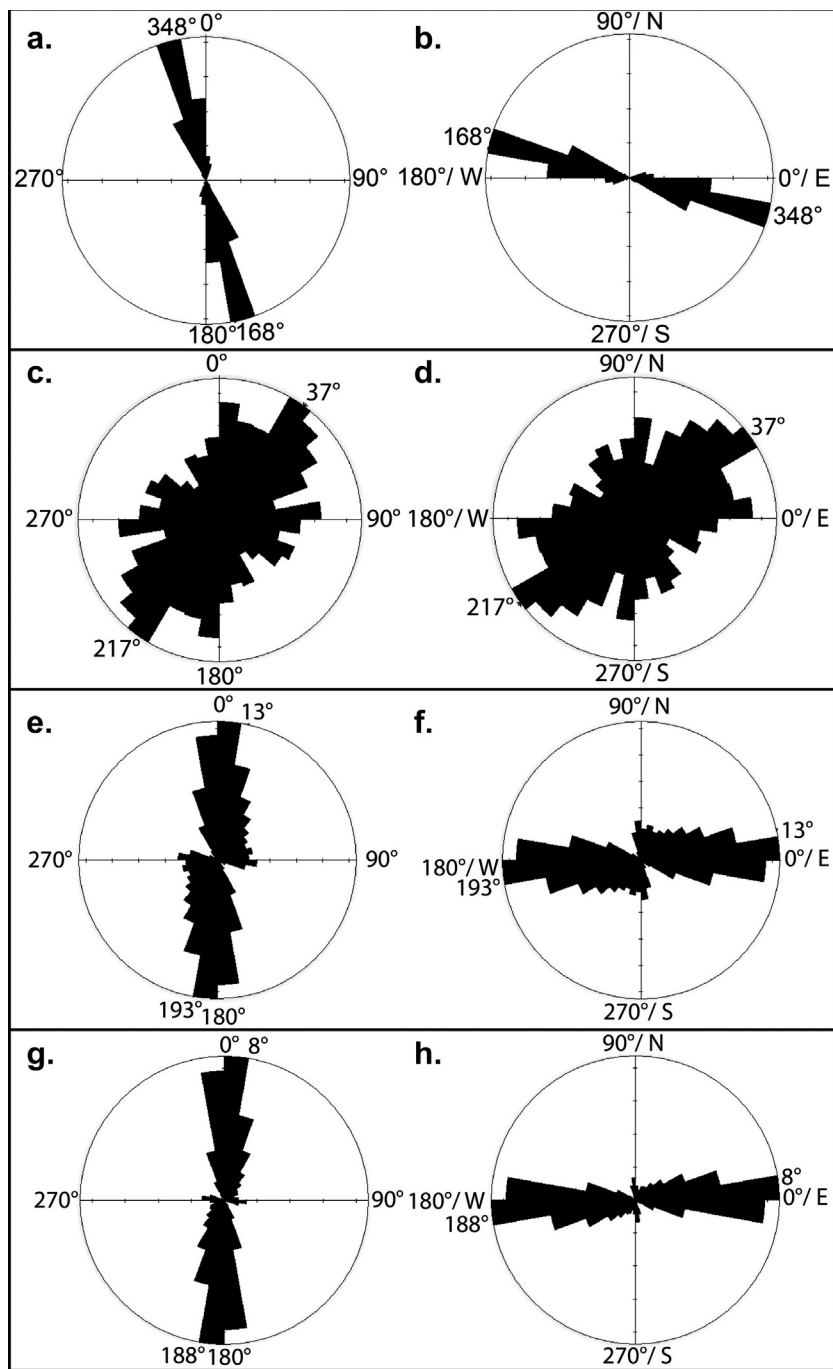 a.
348° 0°
270° 90°
180° 168°
b.
90°/ N
168°
180°/ W 0°/ E
348°
270°/ S
c.
0°
37°
270° 90°
217°
180°
d.
90°/ N
37°
180°/ W 0°/ E
217°
270°/ S
e.
0° 13°
270° 90°
193° 180°
f.
90°/ N
13°
180°/ W 0°/ E
193°
270°/ S
g.
0° 8°
270° 90°
188° 180°
h.
90°/ N
8°
180°/ W 0°/ E
188°
270°/ S